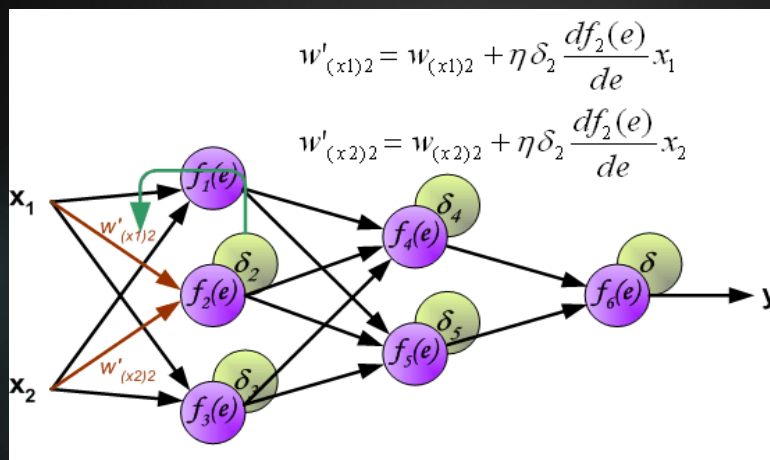 w'₍ₓ₁₎₂ = w₍ₓ₁₎₂ + ηδ₂ df₂(e)/de x₁
w'₍ₓ₂₎₂ = w₍ₓ₂₎₂ + ηδ₂ df₂(e)/de x₂
f₁(e)
x₁
w'₍ₓ₁₎₂
δ₄
f₄(e)
δ₂
f₂(e)
δ
f₆(e)
y
δ₅
f₅(e)
w'₍ₓ₂₎₂
x₂
δ₃
f₃(e)